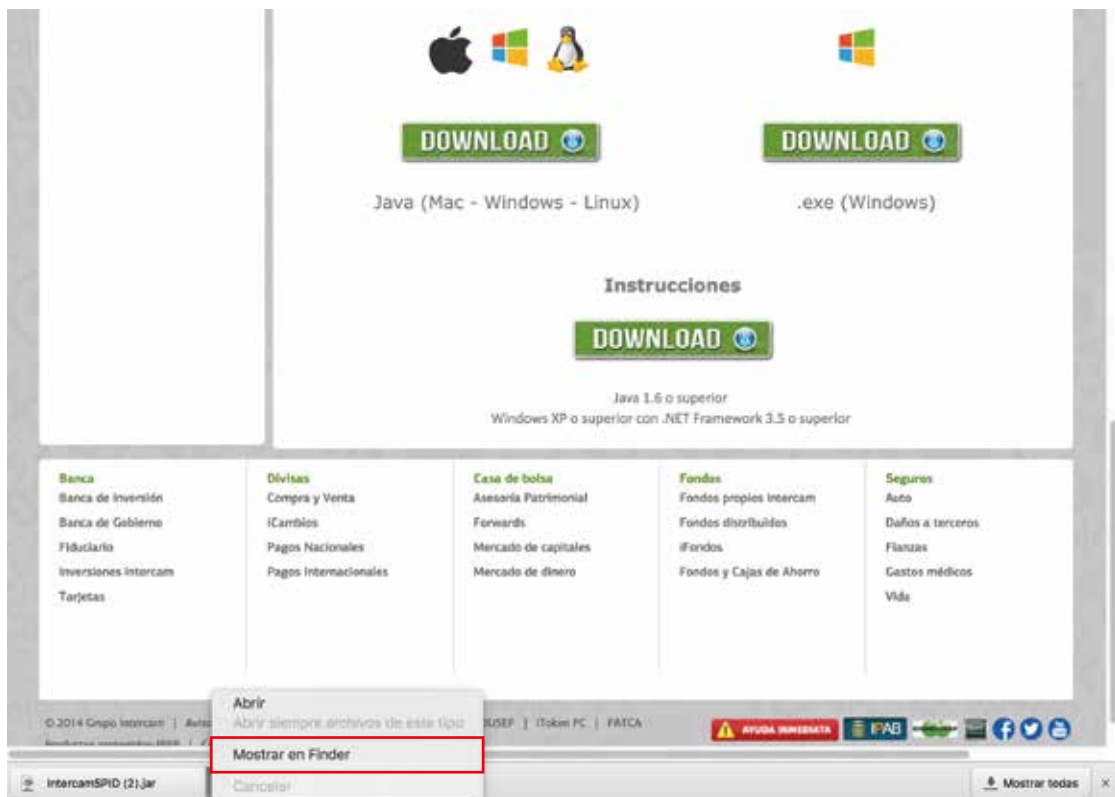 DOWNLOAD
DOWNLOAD
Java (Mac - Windows - Linux)
.exe (Windows)
Instrucciones
DOWNLOAD
Java 1.6 o superior
Windows XP o superior con .NET Framework 3.5 o superior
Banca
Banca de Inversión
Banca de Gobierno
Fiduciario
Inversiones Intercam
Tarjetas
Divisas
Compra y Venta
iCambios
Pagos Nacionales
Pagos Internacionales
Casa de bolsa
Asesoría Patrimonial
Forwards
Mercado de capitales
Mercado de dinero
Fondos
Fondos propios Intercam
Fondos distribuidos
iFondos
Fondos y Cajas de Ahorro
Seguros
Auto
Daños a terceros
Fianzas
Gastos médicos
Vida
© 2014 Grupo Intercam | | iToken PC | FATCA
AYUDA INMEDIATA
IPAB
Abrir
Abrir siempre archivos de este tipo
Mostrar en Finder
Cancelar
IntercamSPID (2).jar
Mostrar todas